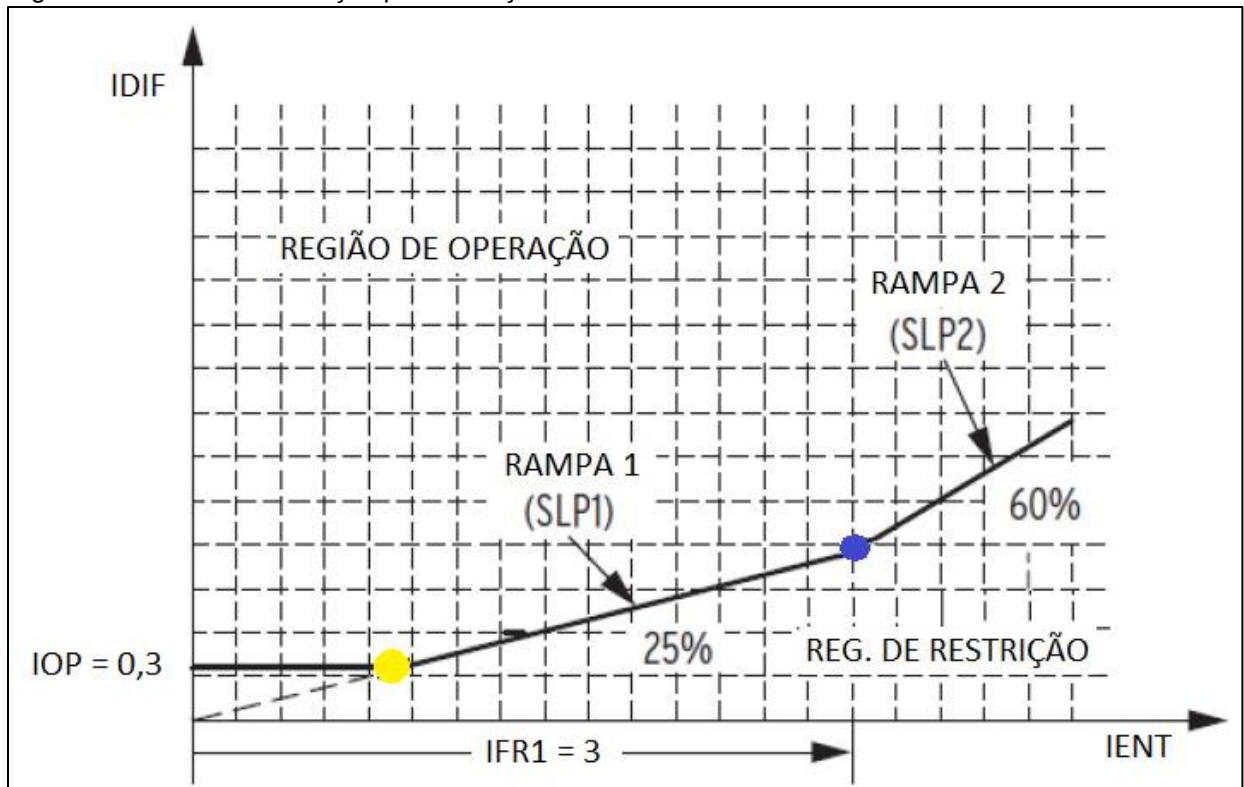 IDIF
REGIÃO DE OPERAÇÃO
RAMPA 2
(SLP2)
RAMPA 1
(SLP1)
60%
25%
REG. DE RESTRIÇÃO
IOP = 0,3
IFR1 = 3
IENT